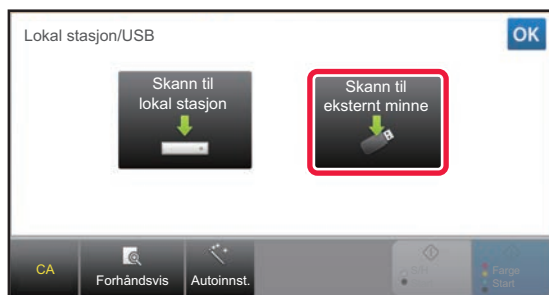 Lokal stasjon/USB
OK
Skann til
lokal stasjon
Skann til
eksternt minne
CA
Forhåndsvis
Autoinnst.
Farge
Start